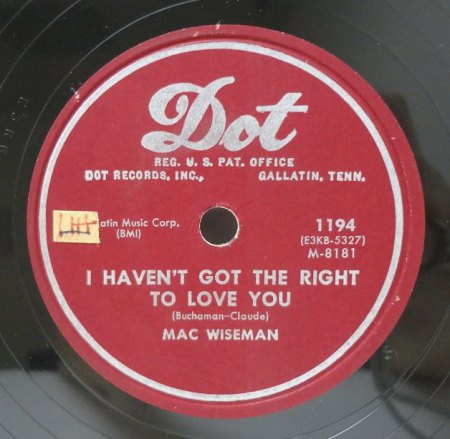 Dot
REG. U. S. PAT. OFFICE
DOT RECORDS, INC., GALLATIN, TENN.
Music Corp.
(BMI)
1194
(E3KB-5327)
M-8181
I HAVEN'T GOT THE RIGHT
TO LOVE YOU
(Buchaman-Claude)
MAC WISEMAN